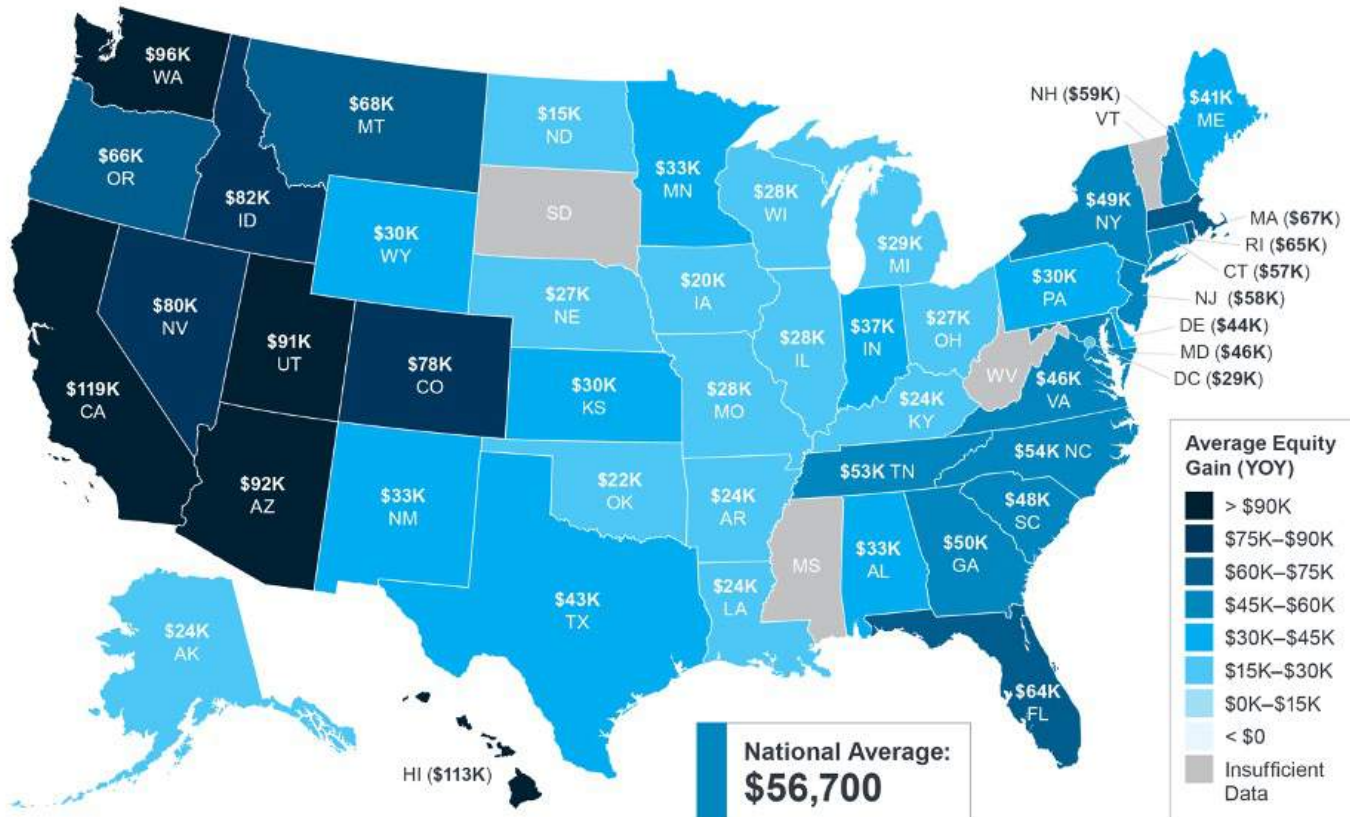 $96K
WA
$68K
MT
$15K
ND
$33K
MN
NH ($59K)
VT
$41K
ME
$66K
OR
$82K
ID
$30K
WY
SD
$28K
WI
$29K
MI
$49K
NY
MA ($67K)
RI ($65K)
CT ($57K)
NJ ($58K)
DE ($44K)
MD ($46K)
DC ($29K)
$80K
NV
$91K
UT
$78K
CO
$27K
NE
$20K
IA
$28K
IL
$37K
IN
$27K
OH
$30K
PA
WV
$46K
VA
$119K
CA
$30K
KS
$28K
MO
$24K
KY
$92K
AZ
$33K
NM
$22K
OK
$24K
AR
$53K TN
$54K NC
$48K
SC
$43K
TX
$24K
LA
MS
$33K
AL
$50K
GA
$64K
FL
$24K
AK
HI ($113K)
National Average:
$56,700
Average Equity
Gain (YOY)
> $90K
$75K–$90K
$60K–$75K
$45K–$60K
$30K–$45K
$15K–$30K
$0K–$15K
< $0
Insufficient
Data